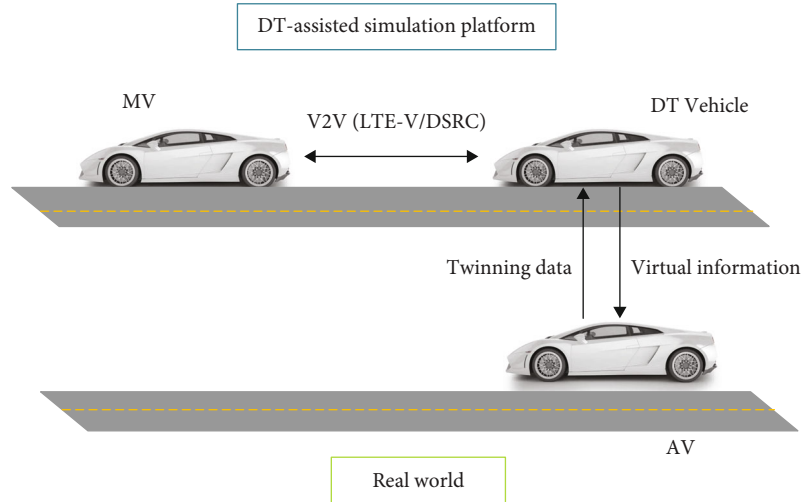 DT-assisted simulation platform
MV
V2V (LTE-V/DSRC)
DT Vehicle
Twinning data
Virtual information
AV
Real world